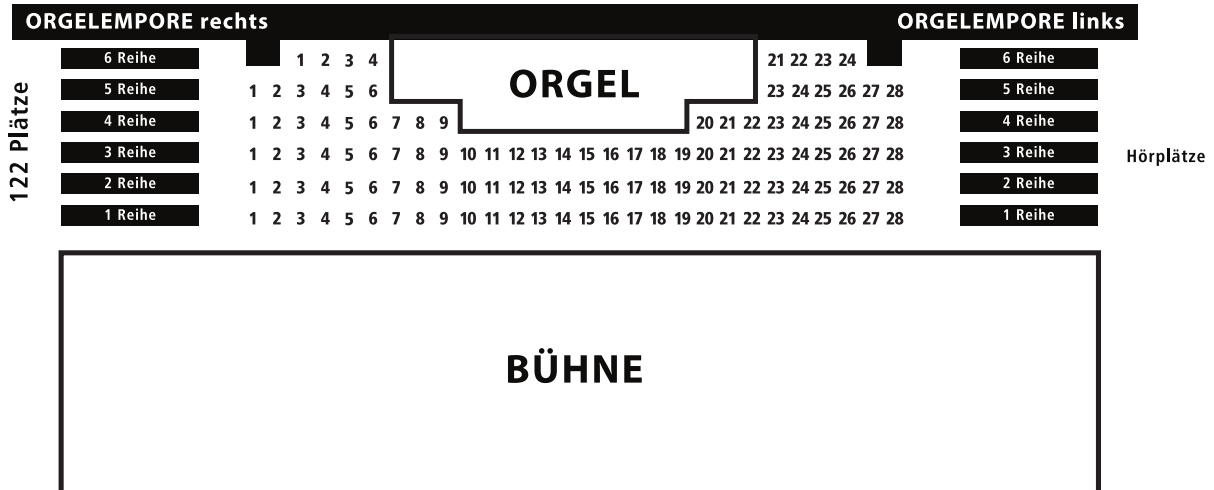 ORGELEMPORE rechts ORGELEMPORE links
6 Reihe 1 2 3 4 21 22 23 24 6 Reihe
ORGEL
5 Reihe 1 2 3 4 5 6 23 24 25 26 27 28 5 Reihe
4 Reihe 1 2 3 4 5 6 7 8 9 20 21 22 23 24 25 26 27 28 4 Reihe
3 Reihe 1 2 3 4 5 6 7 8 9 10 11 12 13 14 15 16 17 18 19 20 21 22 23 24 25 26 27 28 3 Reihe
2 Reihe 1 2 3 4 5 6 7 8 9 10 11 12 13 14 15 16 17 18 19 20 21 22 23 24 25 26 27 28 2 Reihe
1 Reihe 1 2 3 4 5 6 7 8 9 10 11 12 13 14 15 16 17 18 19 20 21 22 23 24 25 26 27 28 1 Reihe
122 Plätze
Hörplätze
BÜHNE